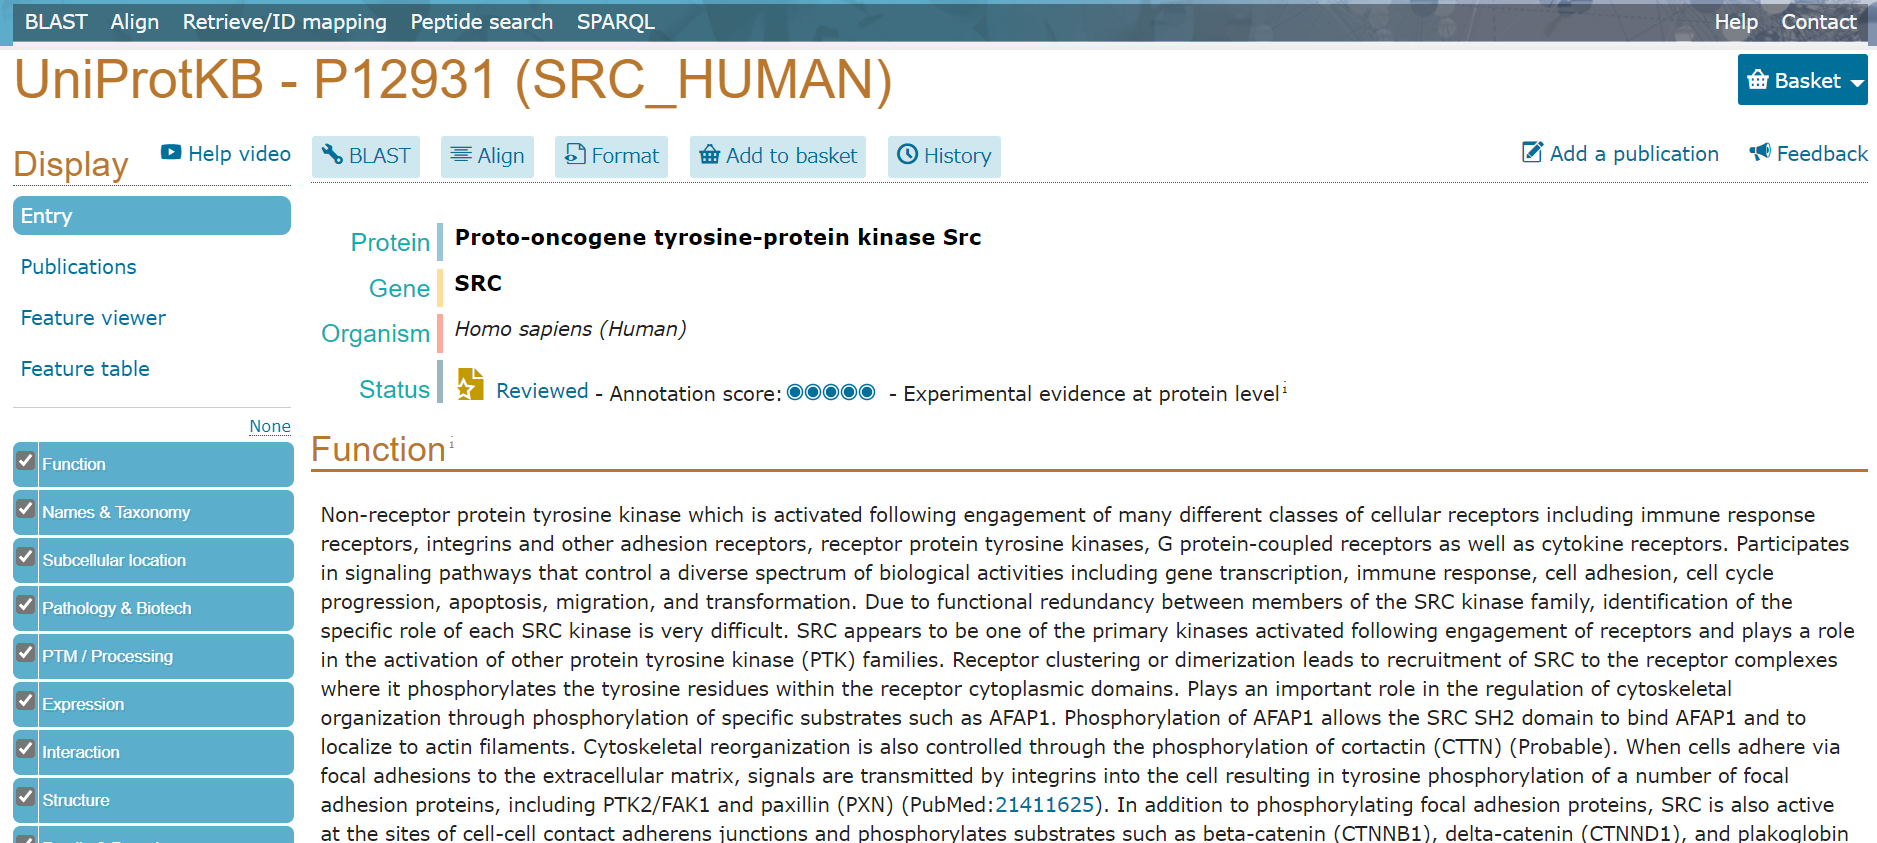 BLAST Align Retrieve/ID mapping Peptide search SPARQL Help Contact
UniProtKB - P12931 (SRC_HUMAN)
Basket
Display Help video
BLAST Align Format Add to basket History Add a publication Feedback
Entry
Publications
Feature viewer
Feature table
None
Function
Names & Taxonomy
Subcellular location
Pathology & Biotech
PTM / Processing
Expression
Interaction
Structure
Protein Proto-oncogene tyrosine-protein kinase Src
Gene SRC
Organism Homo sapiens (Human)
Status Reviewed - Annotation score: - Experimental evidence at protein level i
Function i
Non-receptor protein tyrosine kinase which is activated following engagement of many different classes of cellular receptors including immune response
receptors, integrins and other adhesion receptors, receptor protein tyrosine kinases, G protein-coupled receptors as well as cytokine receptors. Participates
in signaling pathways that control a diverse spectrum of biological activities including gene transcription, immune response, cell adhesion, cell cycle
progression, apoptosis, migration, and transformation. Due to functional redundancy between members of the SRC kinase family, identification of the
specific role of each SRC kinase is very difficult. SRC appears to be one of the primary kinases activated following engagement of receptors and plays a role
in the activation of other protein tyrosine kinase (PTK) families. Receptor clustering or dimerization leads to recruitment of SRC to the receptor complexes
where it phosphorylates the tyrosine residues within the receptor cytoplasmic domains. Plays an important role in the regulation of cytoskeletal
organization through phosphorylation of specific substrates such as AFAP1. Phosphorylation of AFAP1 allows the SRC SH2 domain to bind AFAP1 and to
localize to actin filaments. Cytoskeletal reorganization is also controlled through the phosphorylation of cortactin (CTTN) (Probable). When cells adhere via
focal adhesions to the extracellular matrix, signals are transmitted by integrins into the cell resulting in tyrosine phosphorylation of a number of focal
adhesion proteins, including PTK2/FAK1 and paxillin (PXN) (PubMed:21411625). In addition to phosphorylating focal adhesion proteins, SRC is also active
at the sites of cell-cell contact adherens junctions and phosphorylates substrates such as beta-catenin (CTNNB1), delta-catenin (CTNND1), and plakoglobin